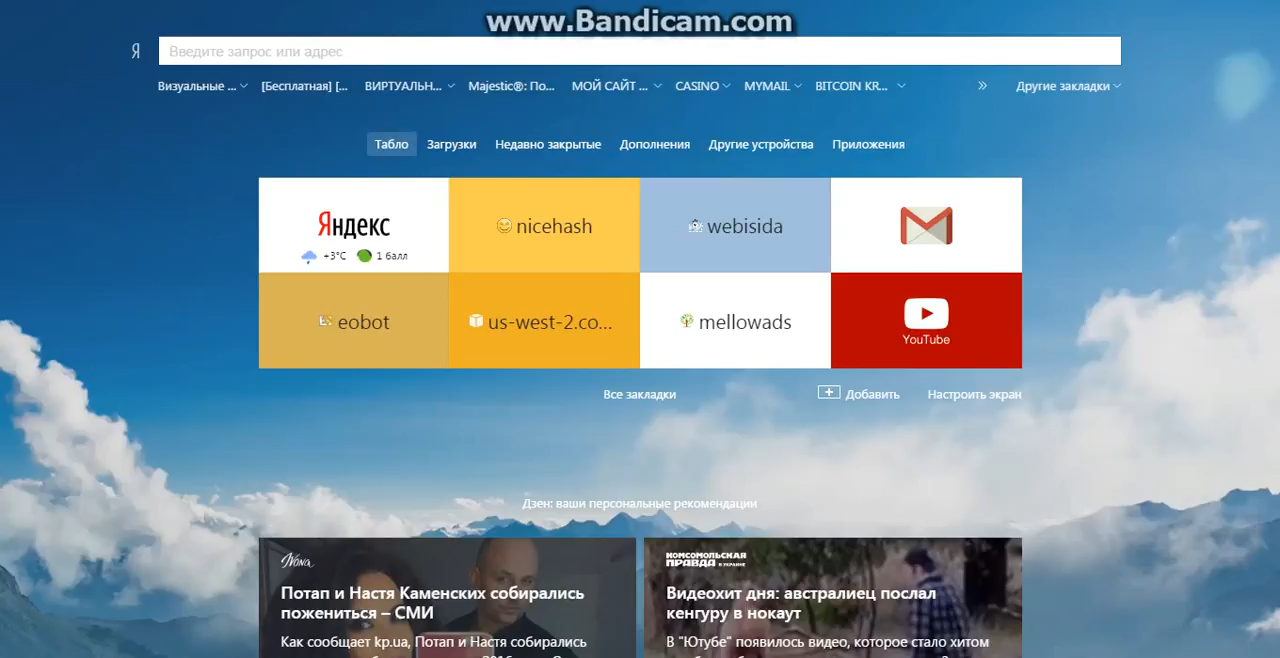 www.Bandicam.com
Я Введите запрос или адрес
Визуальные ... [Бесплатная] [... ВИРТУАЛЬН... Majestic®: По... МОЙ САЙТ ... CASINO MYMAIL BITCOIN KR... » Другие закладки
Табло Загрузки Недавно закрытые Дополнения Другие устройства Приложения
Яндекс
+3°C 1 балл
nicehash
webisida
eobot
us-west-2.co...
mellowads
YouTube
Все закладки Добавить Настроить экран
Дзен: ваши персональные рекомендации
Потап и Настя Каменских собирались
пожениться – СМИ
Как сообщает kp.ua, Потап и Настя собирались
КОМСОМОЛЬСКАЯ
ПРАВДА В УКРАИНЕ
Видеохит дня: австралиец послал
кенгуру в нокаут
В "Ютубе" появилось видео, которое стало хитом